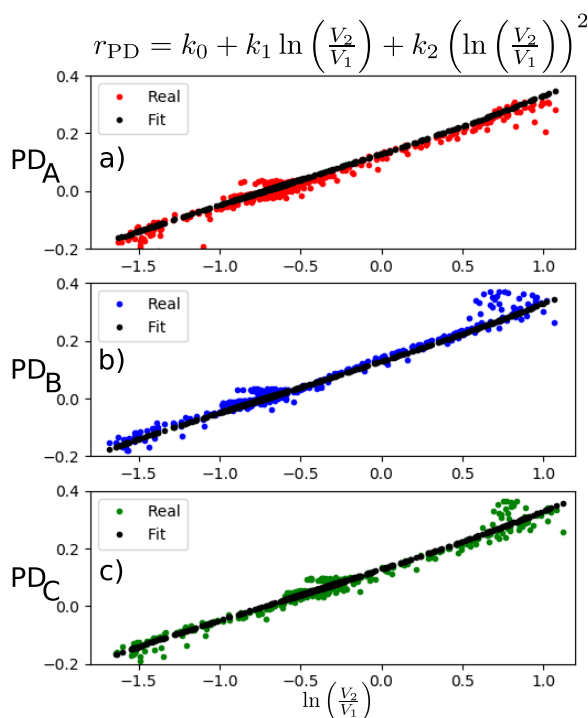 r_PD = k_0 + k_1 ln(V_2/V_1) + k_2 (ln(V_2/V_1))^2
0.4
Real
Fit
PD_A
a)
0.2
0.0
−0.2
−1.5 −1.0 −0.5 0.0 0.5 1.0
0.4
Real
Fit
PD_B
b)
0.2
0.0
−0.2
−1.5 −1.0 −0.5 0.0 0.5 1.0
0.4
Real
Fit
PD_C
c)
0.2
0.0
−0.2
−1.5 −1.0 −0.5 0.0 0.5 1.0
ln(V_2/V_1)